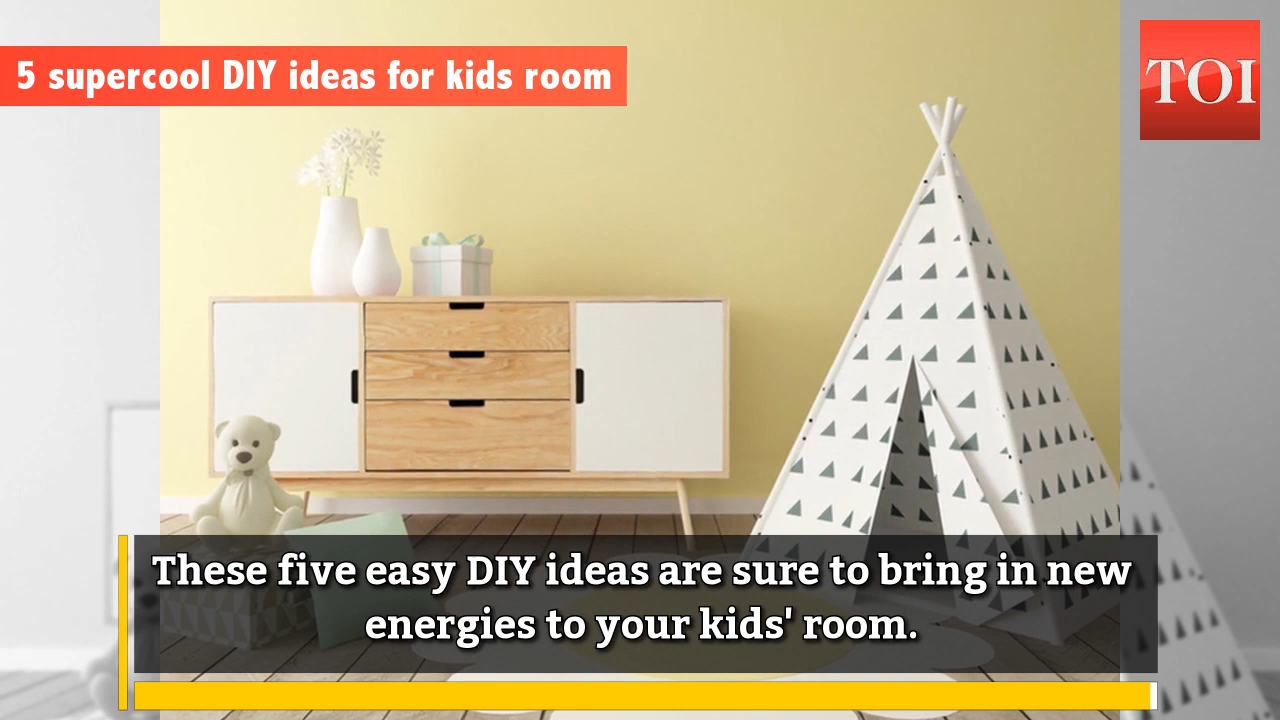 5 supercool DIY ideas for kids room
TOI
These five easy DIY ideas are sure to bring in new
energies to your kids' room.